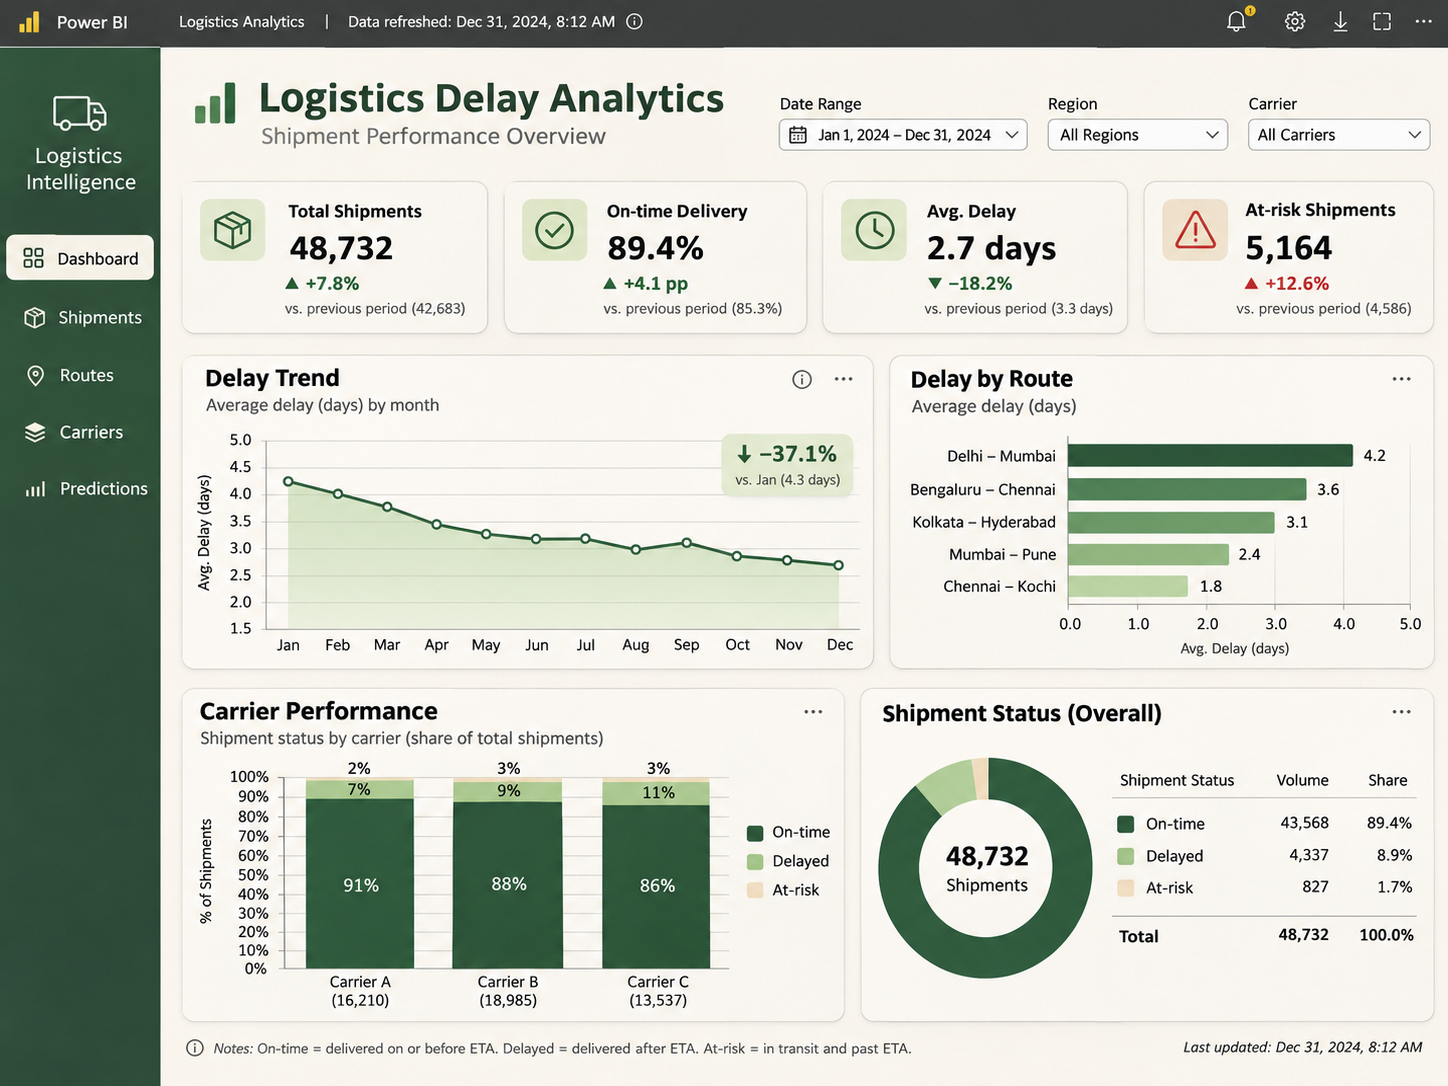 Power BI
Logistics Analytics | Data refreshed: Dec 31, 2024, 8:12 AM
Logistics
Intelligence
Dashboard
Shipments
Routes
Carriers
Predictions
Logistics Delay Analytics
Shipment Performance Overview
Date Range
Jan 1, 2024 – Dec 31, 2024
Region
All Regions
Carrier
All Carriers
Total Shipments
48,732
▲ +7.8%
vs. previous period (42,683)
On-time Delivery
89.4%
▲ +4.1 pp
vs. previous period (85.3%)
Avg. Delay
2.7 days
▼ −18.2%
vs. previous period (3.3 days)
At-risk Shipments
5,164
▲ +12.6%
vs. previous period (4,586)
Delay Trend
Average delay (days) by month
Avg. Delay (days)
5.0
4.5
4.0
3.5
3.0
2.5
2.0
1.5
↓ −37.1%
vs. Jan (4.3 days)
Jan Feb Mar Apr May Jun Jul Aug Sep Oct Nov Dec
Delay by Route
Average delay (days)
Delhi – Mumbai 4.2
Bengaluru – Chennai 3.6
Kolkata – Hyderabad 3.1
Mumbai – Pune 2.4
Chennai – Kochi 1.8
0.0 1.0 2.0 3.0 4.0 5.0
Avg. Delay (days)
Carrier Performance
Shipment status by carrier (share of total shipments)
% of Shipments
100%
90%
80%
70%
60%
50%
40%
30%
20%
10%
0%
2% 3% 3%
7% 9% 11%
91% 88% 86%
Carrier A Carrier B Carrier C
(16,210) (18,985) (13,537)
On-time
Delayed
At-risk
Shipment Status (Overall)
48,732
Shipments
Shipment Status Volume Share
On-time 43,568 89.4%
Delayed 4,337 8.9%
At-risk 827 1.7%
Total 48,732 100.0%
Notes: On-time = delivered on or before ETA. Delayed = delivered after ETA. At-risk = in transit and past ETA.
Last updated: Dec 31, 2024, 8:12 AM